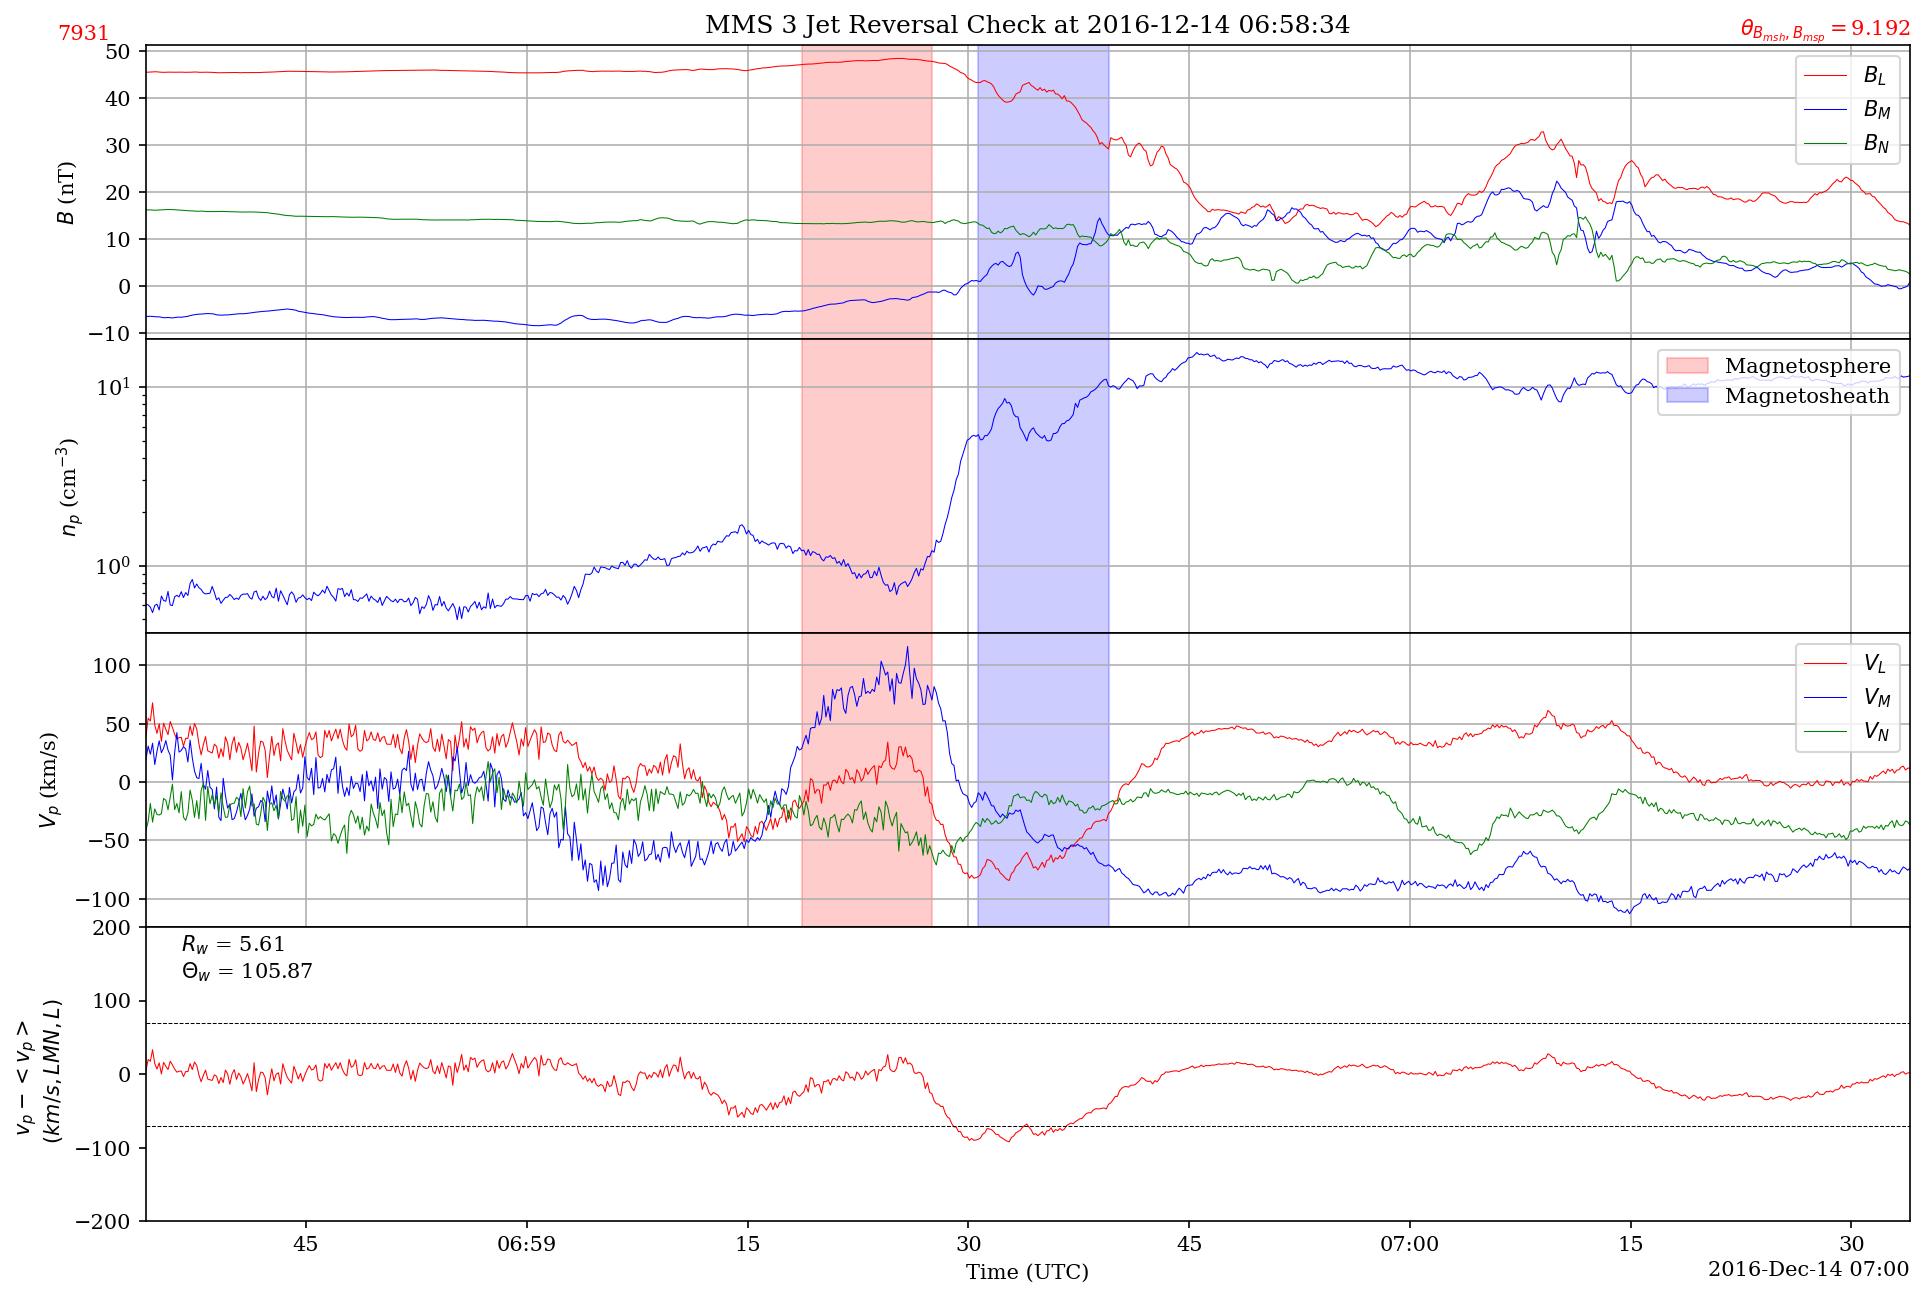 7931
MMS 3 Jet Reversal Check at 2016-12-14 06:58:34
θ_{B_{msh}, B_{msp}} = 9.192
B (nT)
50
40
30
20
10
0
−10
B_L
B_M
B_N
n_p (cm^{−3})
10^1
10^0
Magnetosphere
Magnetosheath
V_p (km/s)
100
50
0
−50
−100
V_L
V_M
V_N
v_p − < v_p >
(km/s, LMN, L)
200
100
0
−100
−200
R_w = 5.61
Θ_w = 105.87
45
06:59
15
30
45
07:00
15
30
Time (UTC)
2016-Dec-14 07:00